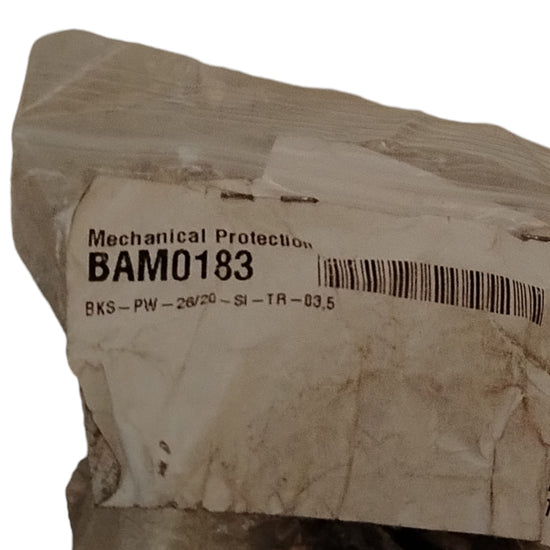 Mechanical Protection
BAM0183
BKS-PW-26/20-SI-TR-03,5